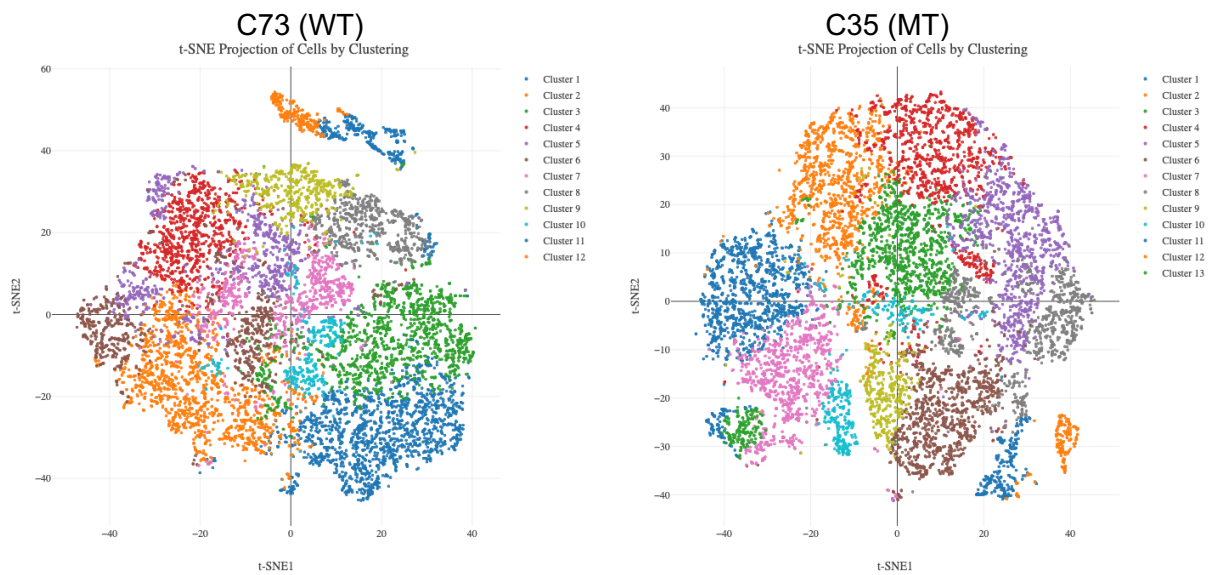 C73 (WT)
t-SNE Projection of Cells by Clustering
60
40
20
0
−20
−40
−40
−20
0
20
40
t-SNE2
t-SNE1
Cluster 1
Cluster 2
Cluster 3
Cluster 4
Cluster 5
Cluster 6
Cluster 7
Cluster 8
Cluster 9
Cluster 10
Cluster 11
Cluster 12
C35 (MT)
t-SNE Projection of Cells by Clustering
40
30
20
10
0
−10
−20
−30
−40
−40
−20
0
20
40
t-SNE2
t-SNE1
Cluster 1
Cluster 2
Cluster 3
Cluster 4
Cluster 5
Cluster 6
Cluster 7
Cluster 8
Cluster 9
Cluster 10
Cluster 11
Cluster 12
Cluster 13